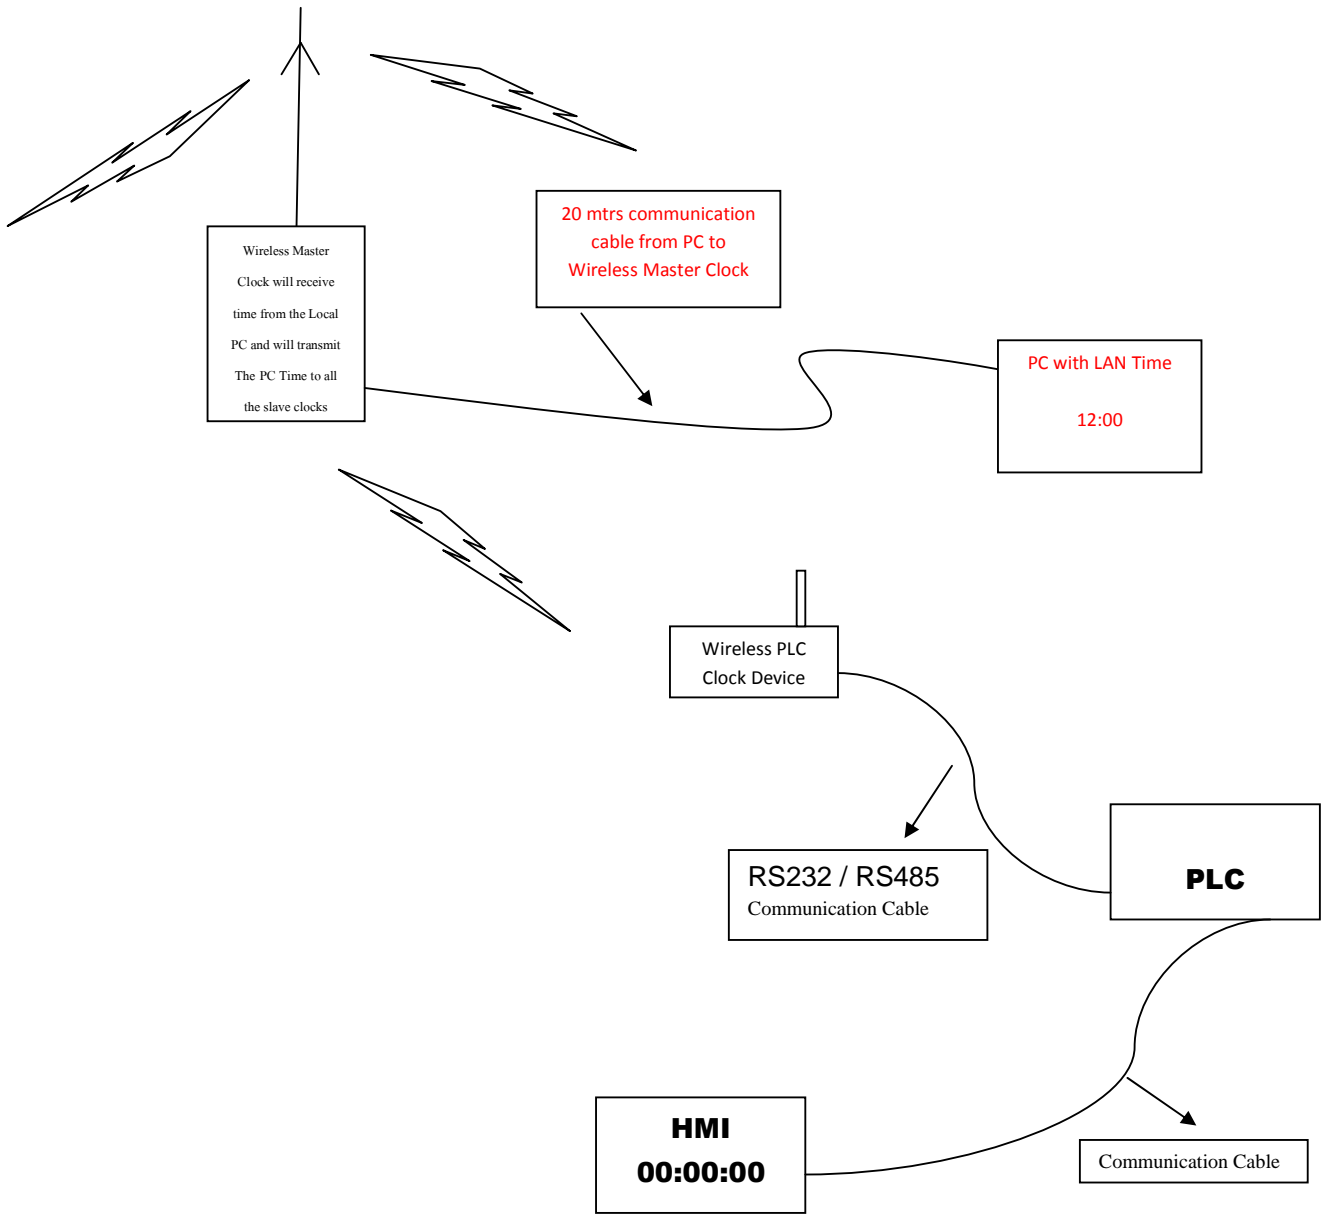 20 mtrs communication
cable from PC to
Wireless Master Clock
Wireless Master
Clock will receive
time from the Local
PC and will transmit
The PC Time to all
the slave clocks
PC with LAN Time
12:00
Wireless PLC
Clock Device
RS232 / RS485
Communication Cable
PLC
HMI
00:00:00
Communication Cable